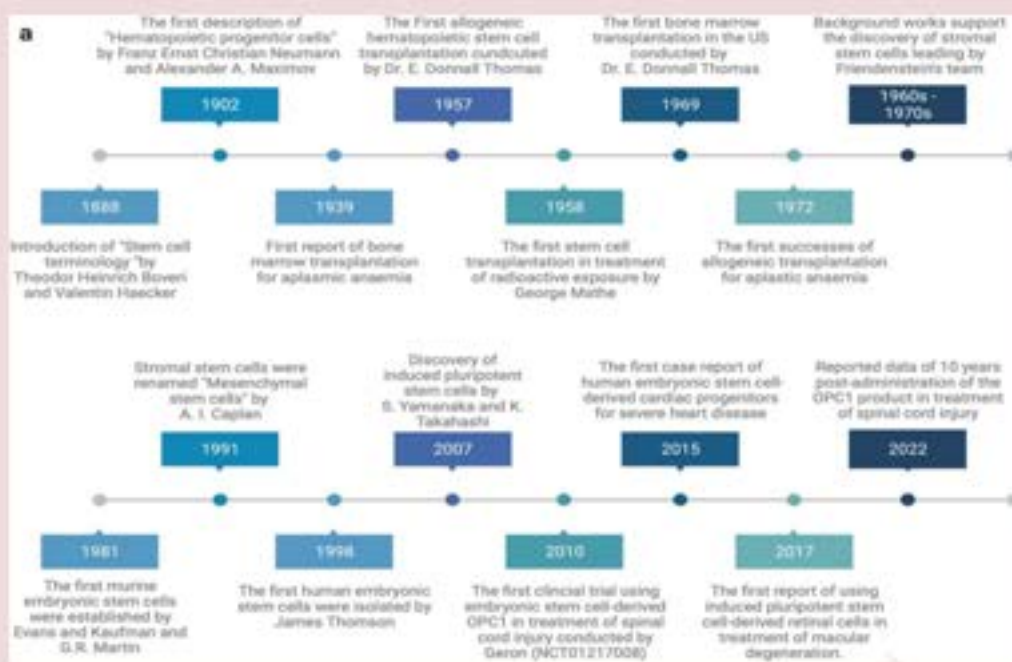 a
The first description of
"Hematopoietic progenitor cells"
by Franz Ernst Christian Neumann
and Alexander A. Maximov
1902
The First allogeneic
hematopoietic stem cell
transplantation cundcuted
by Dr. E. Donnall Thomas
1957
The first bone marrow
transplantation in the US
conducted by
Dr. E. Donnall Thomas
1969
Background works support
the discovery of stromal
stem cells leading by
Friendenstein's team
1960s -
1970s
1888
Introduction of "Stem cell
terminology "by
Theodor Heinrich Boveri
and Valentin Haecker
1939
First report of bone
marrow transplantation
for aplasmic anaemia
1958
The first stem cell
transplantation in treatment
of radioactive exposure by
George Mathe
1972
The first successes of
allogeneic transplantation
for aplastic anaemia
Stromal stem cells were
renamed "Mesenchymal
stem cells" by
A. I. Caplan
1991
Discovery of
induced pluripotent
stem cells by
S. Yamanaka and K.
Takahashi
2007
The first case report of
human embryonic stem cell-
derived cardiac progenitors
for severe heart disease
2015
Reported data of 10 years
post-administration of the
OPC1 product in treatment
of spinal cord injury
2022
1981
The first murine
embryonic stem cells
were established by
Evans and Kaufman and
G.R. Martin
1998
The first human embryonic
stem cells were isolated by
James Thomson
2010
The first clincial trial using
embryonic stem cell-derived
OPC1 in treatment of spinal
cord injury conducted by
Geron (NCT01217008)
2017
The first report of using
induced pluripotent stem
cell-derived retinal cells in
treatment of macular
degeneration.